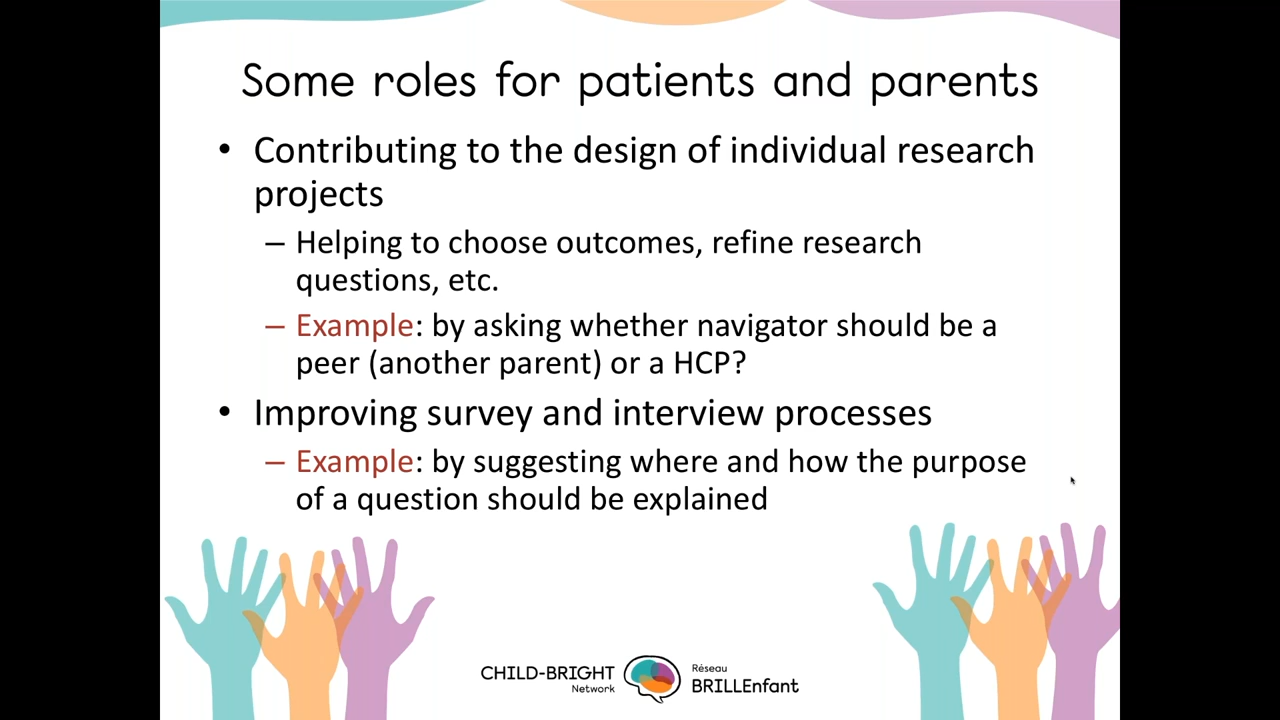 Some roles for patients and parents
• Contributing to the design of individual research
projects
– Helping to choose outcomes, refine research
questions, etc.
– Example: by asking whether navigator should be a
peer (another parent) or a HCP?
• Improving survey and interview processes
– Example: by suggesting where and how the purpose
of a question should be explained
CHILD-BRIGHT
Network
Réseau
BRILLEnfant